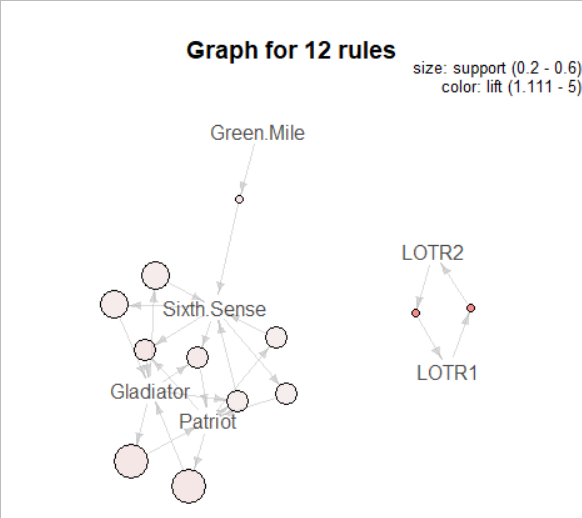 Graph for 12 rules
size: support (0.2 - 0.6)
color: lift (1.111 - 5)
Green.Mile
LOTR2
Sixth.Sense
LOTR1
Gladiator
Patriot